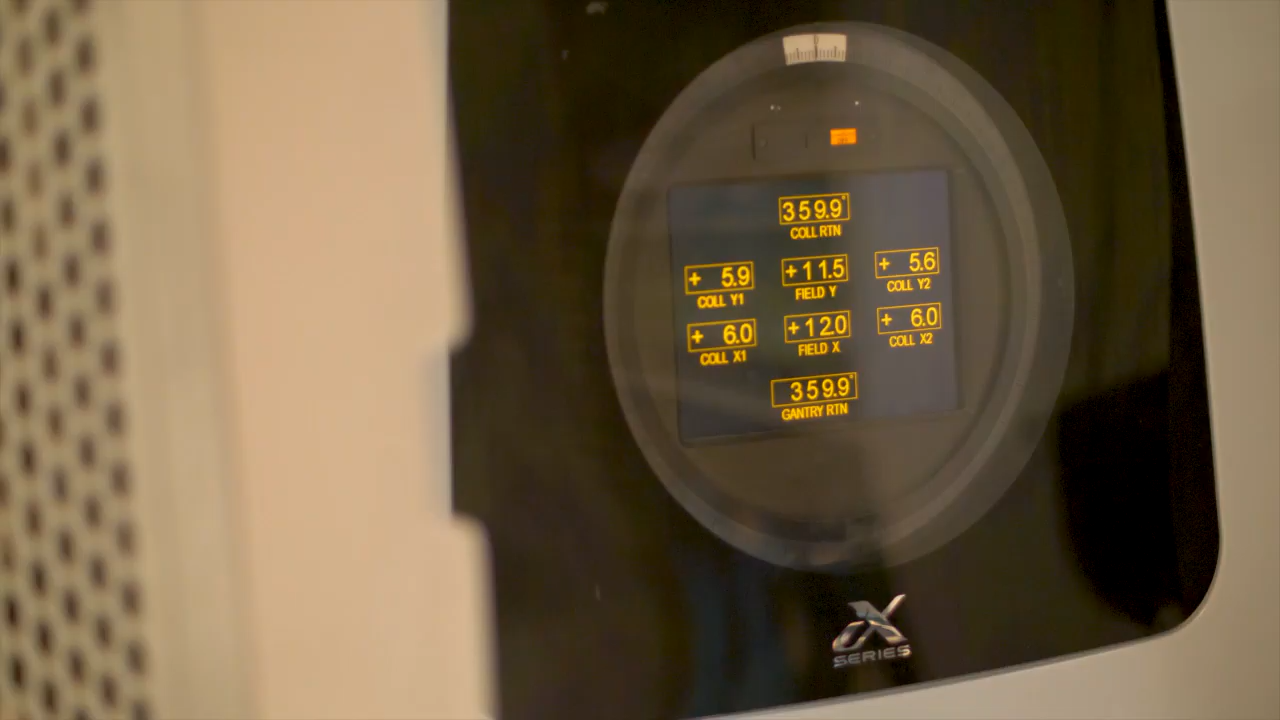 0
359.9°
COLL RTN
+ 5.9
COLL Y1
+11.5
FIELD Y
+ 5.6
COLL Y2
+ 6.0
COLL X1
+12.0
FIELD X
+ 6.0
COLL X2
359.9°
GANTRY RTN
X
SERIES